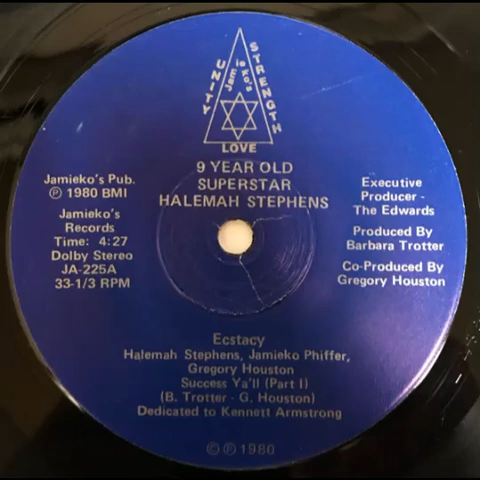 UNITY
STRENGTH
Jamieko's
LOVE
9 YEAR OLD
SUPERSTAR
HALEMAH STEPHENS
Jamieko's Pub.
Ⓟ 1980 BMI
Jamieko's
Records
Time: 4:27
Dolby Stereo
JA-225A
33-1/3 RPM
Executive
Producer -
The Edwards
Produced By
Barbara Trotter
Co-Produced By
Gregory Houston
Ecstacy
Halemah Stephens, Jamieko Phiffer,
Gregory Houston
Success Ya'll (Part I)
(B. Trotter - G. Houston)
Dedicated to Kennett Armstrong
©Ⓟ 1980